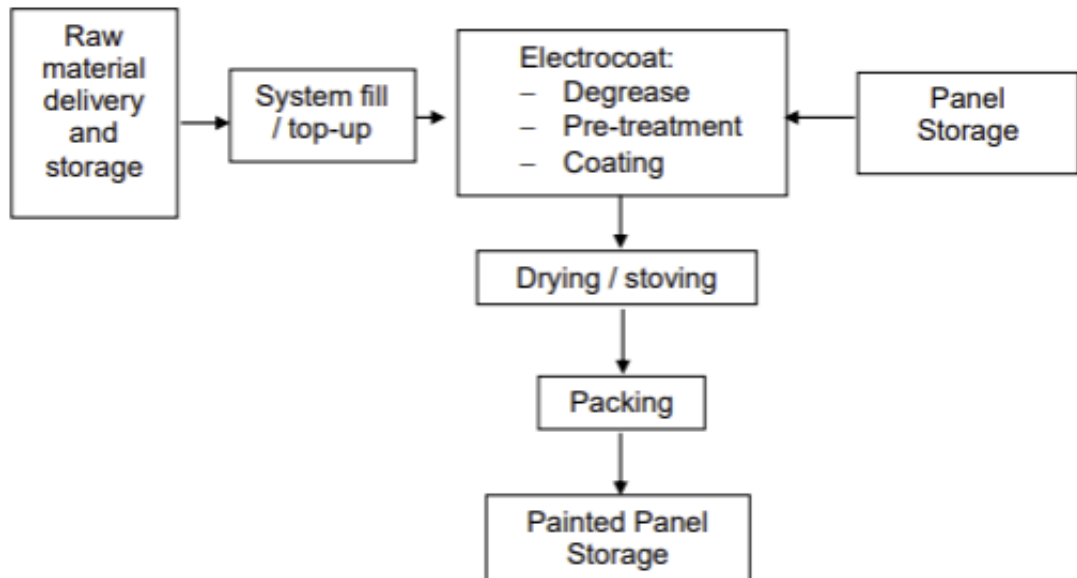 Raw
material
delivery
and
storage
System fill
/ top-up
Electrocoat:
– Degrease
– Pre-treatment
– Coating
Panel
Storage
Drying / stoving
Packing
Painted Panel
Storage